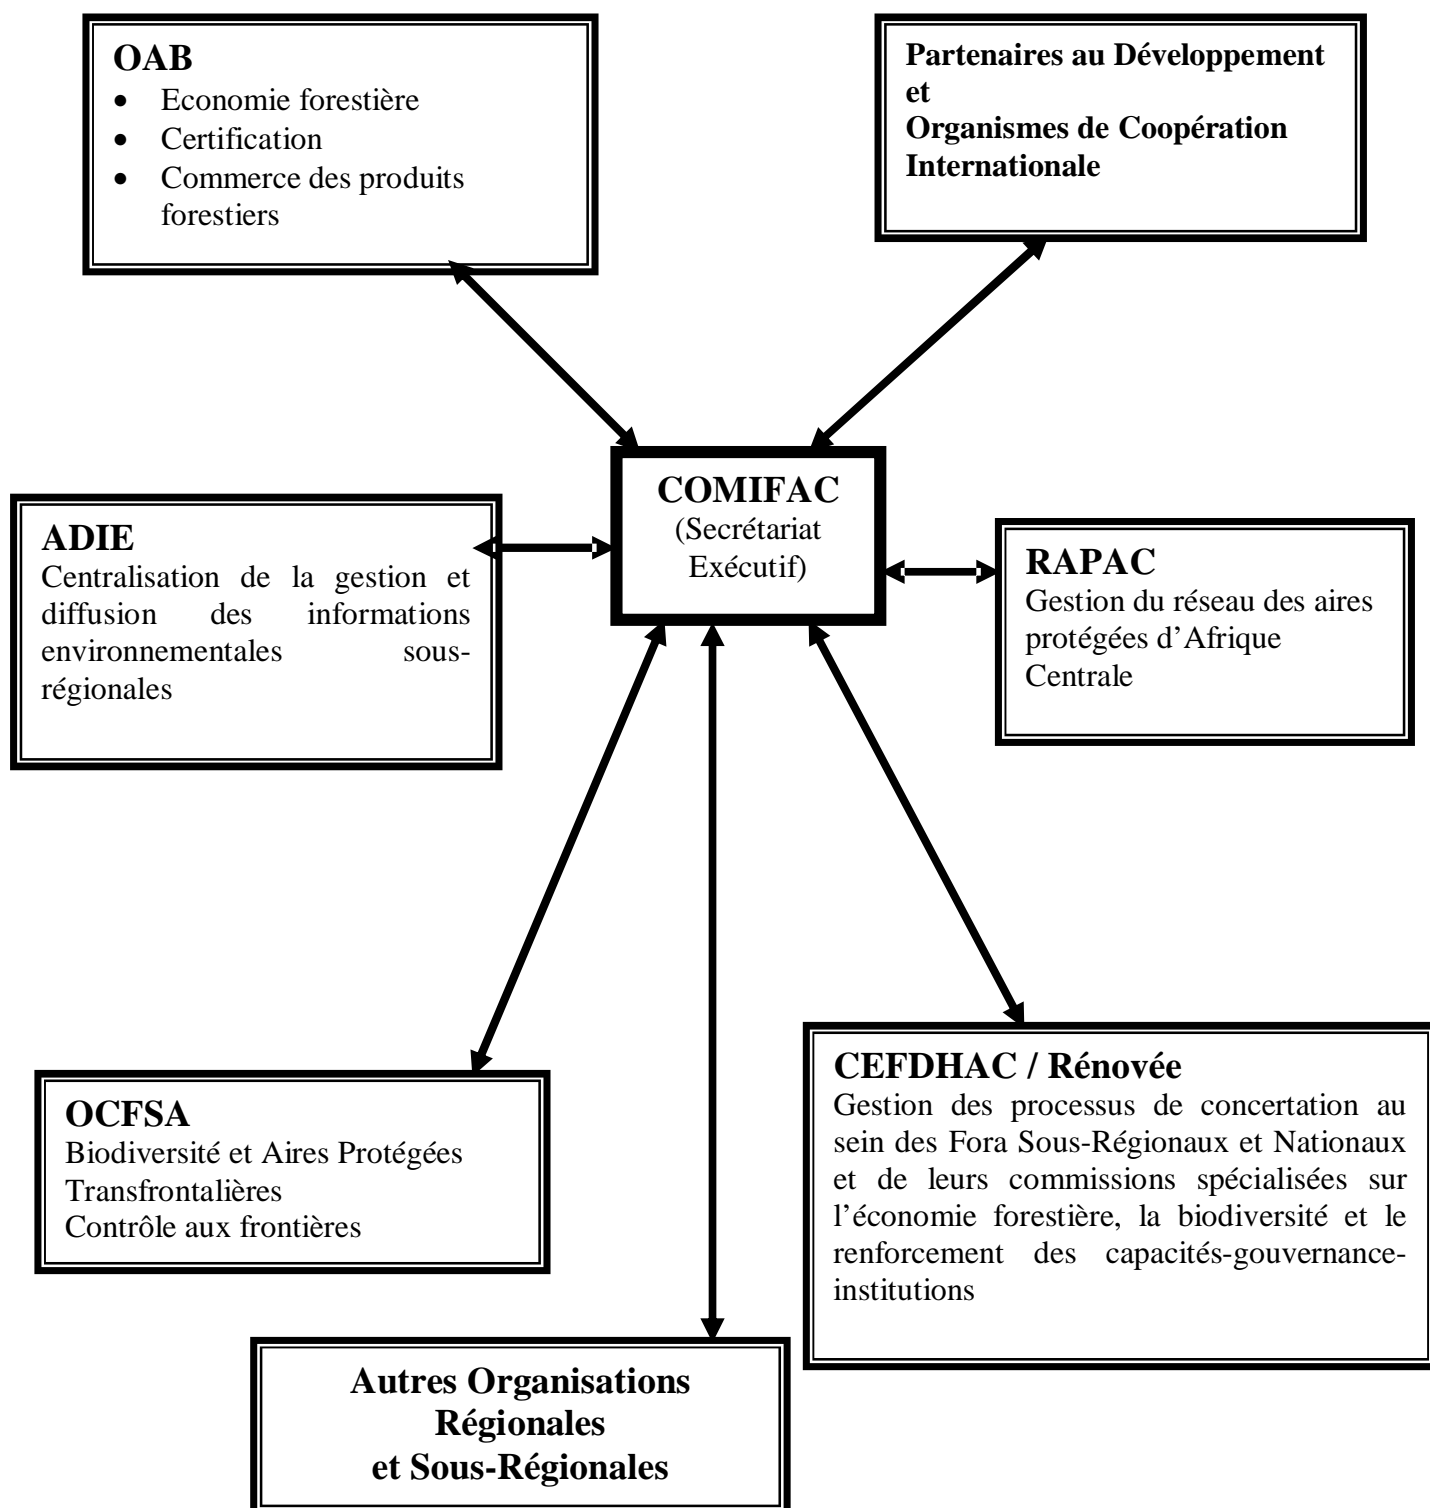 OAB
• Economie forestière
• Certification
• Commerce des produits
forestiers
Partenaires au Développement
et
Organismes de Coopération
Internationale
COMIFAC
(Secrétariat
Exécutif)
ADIE
Centralisation de la gestion et
diffusion des informations
environnementales sous-
régionales
RAPAC
Gestion du réseau des aires
protégées d’Afrique
Centrale
OCFSA
Biodiversité et Aires Protégées
Transfrontalières
Contrôle aux frontières
CEFDHAC / Rénovée
Gestion des processus de concertation au
sein des Fora Sous-Régionaux et Nationaux
et de leurs commissions spécialisées sur
l’économie forestière, la biodiversité et le
renforcement des capacités-gouvernance-
institutions
Autres Organisations
Régionales
et Sous-Régionales